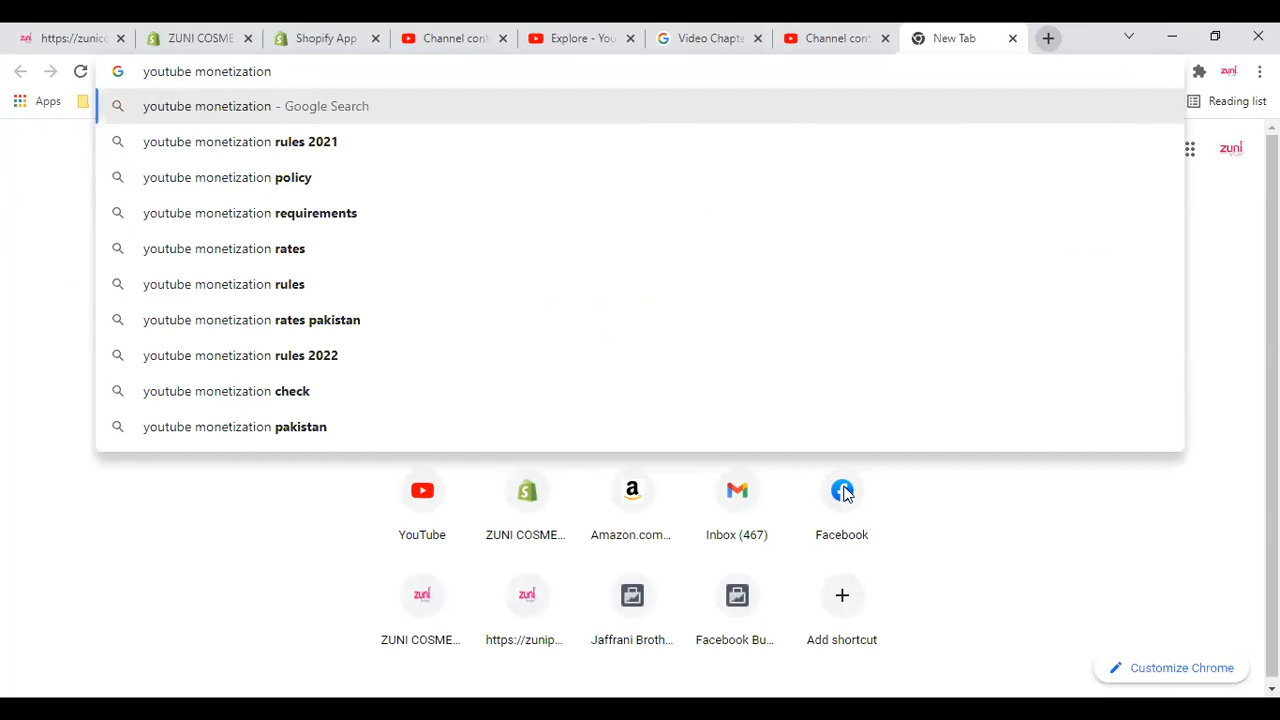 https://zunico
ZUNI COSME
Shopify App
Channel cont
Explore - You
Video Chapte
Channel cont
New Tab
youtube monetization
Apps
Reading list
youtube monetization - Google Search
youtube monetization rules 2021
youtube monetization policy
youtube monetization requirements
youtube monetization rates
youtube monetization rules
youtube monetization rates pakistan
youtube monetization rules 2022
youtube monetization check
youtube monetization pakistan
zuni
YouTube
ZUNI COSME...
Amazon.com...
Inbox (467)
Facebook
zuni
zuni
ZUNI COSME...
https://zunip...
Jaffrani Broth...
Facebook Bu...
Add shortcut
Customize Chrome